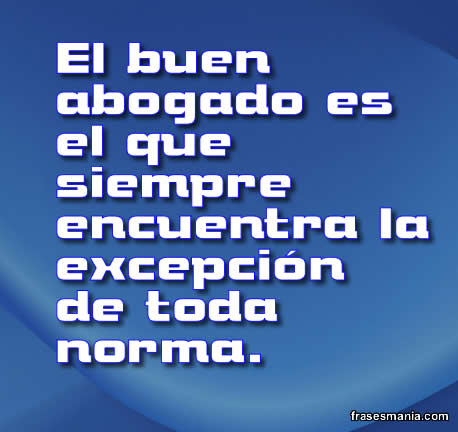 El buen
abogado es
el que
siempre
encuentra la
excepción
de toda
norma.
frasesmania.com